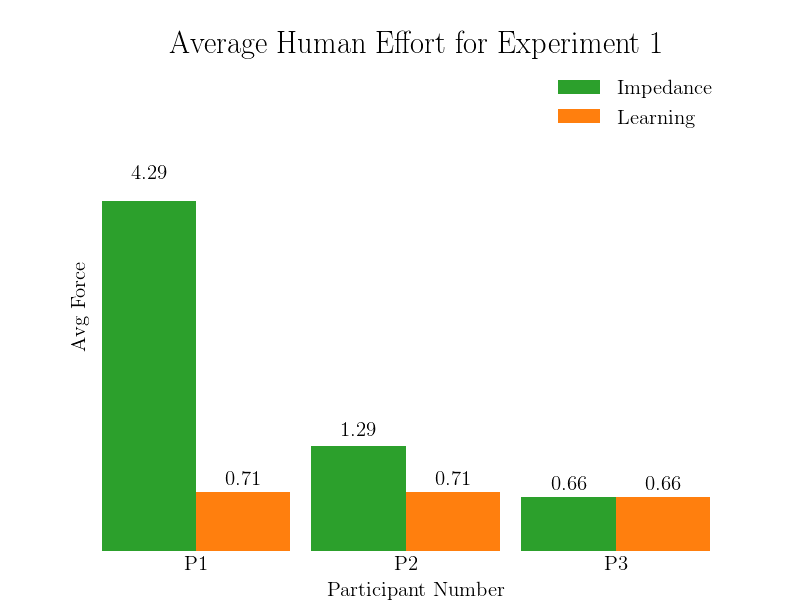 Average Human Effort for Experiment 1
Impedance
Learning
4.29
Avg Force
1.29
0.71
0.71
0.66
0.66
P1
P2
P3
Participant Number